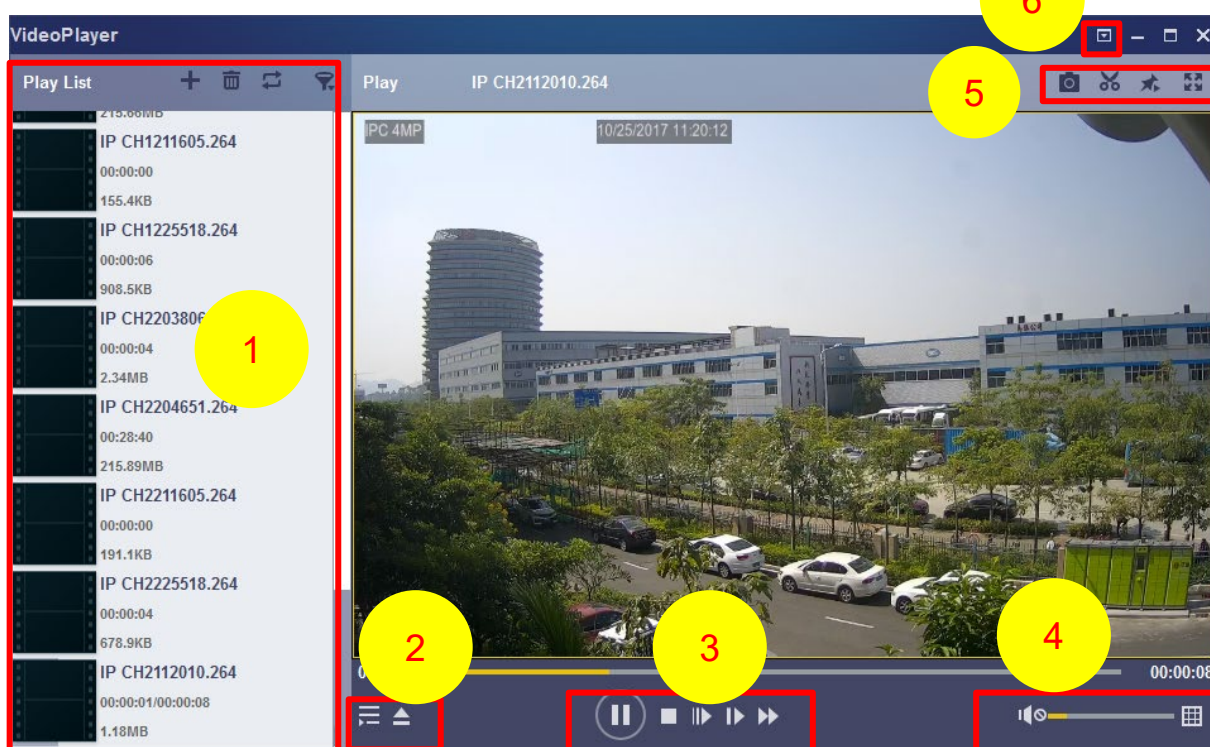 6
VideoPlayer
Play List
Play IP CH2112010.264
5
215.66MB
IP CH1211605.264
00:00:00
155.4KB
IP CH1225518.264
00:00:06
908.5KB
IP CH2203806
00:00:04
2.34MB
1
IP CH2204651.264
00:28:40
215.89MB
IP CH2211605.264
00:00:00
191.1KB
IP CH2225518.264
00:00:04
678.9KB
IP CH2112010.264
00:00:01/00:00:08
1.18MB
IPC 4MP 10/25/2017 11:20:12
2
3
4
00:00:08